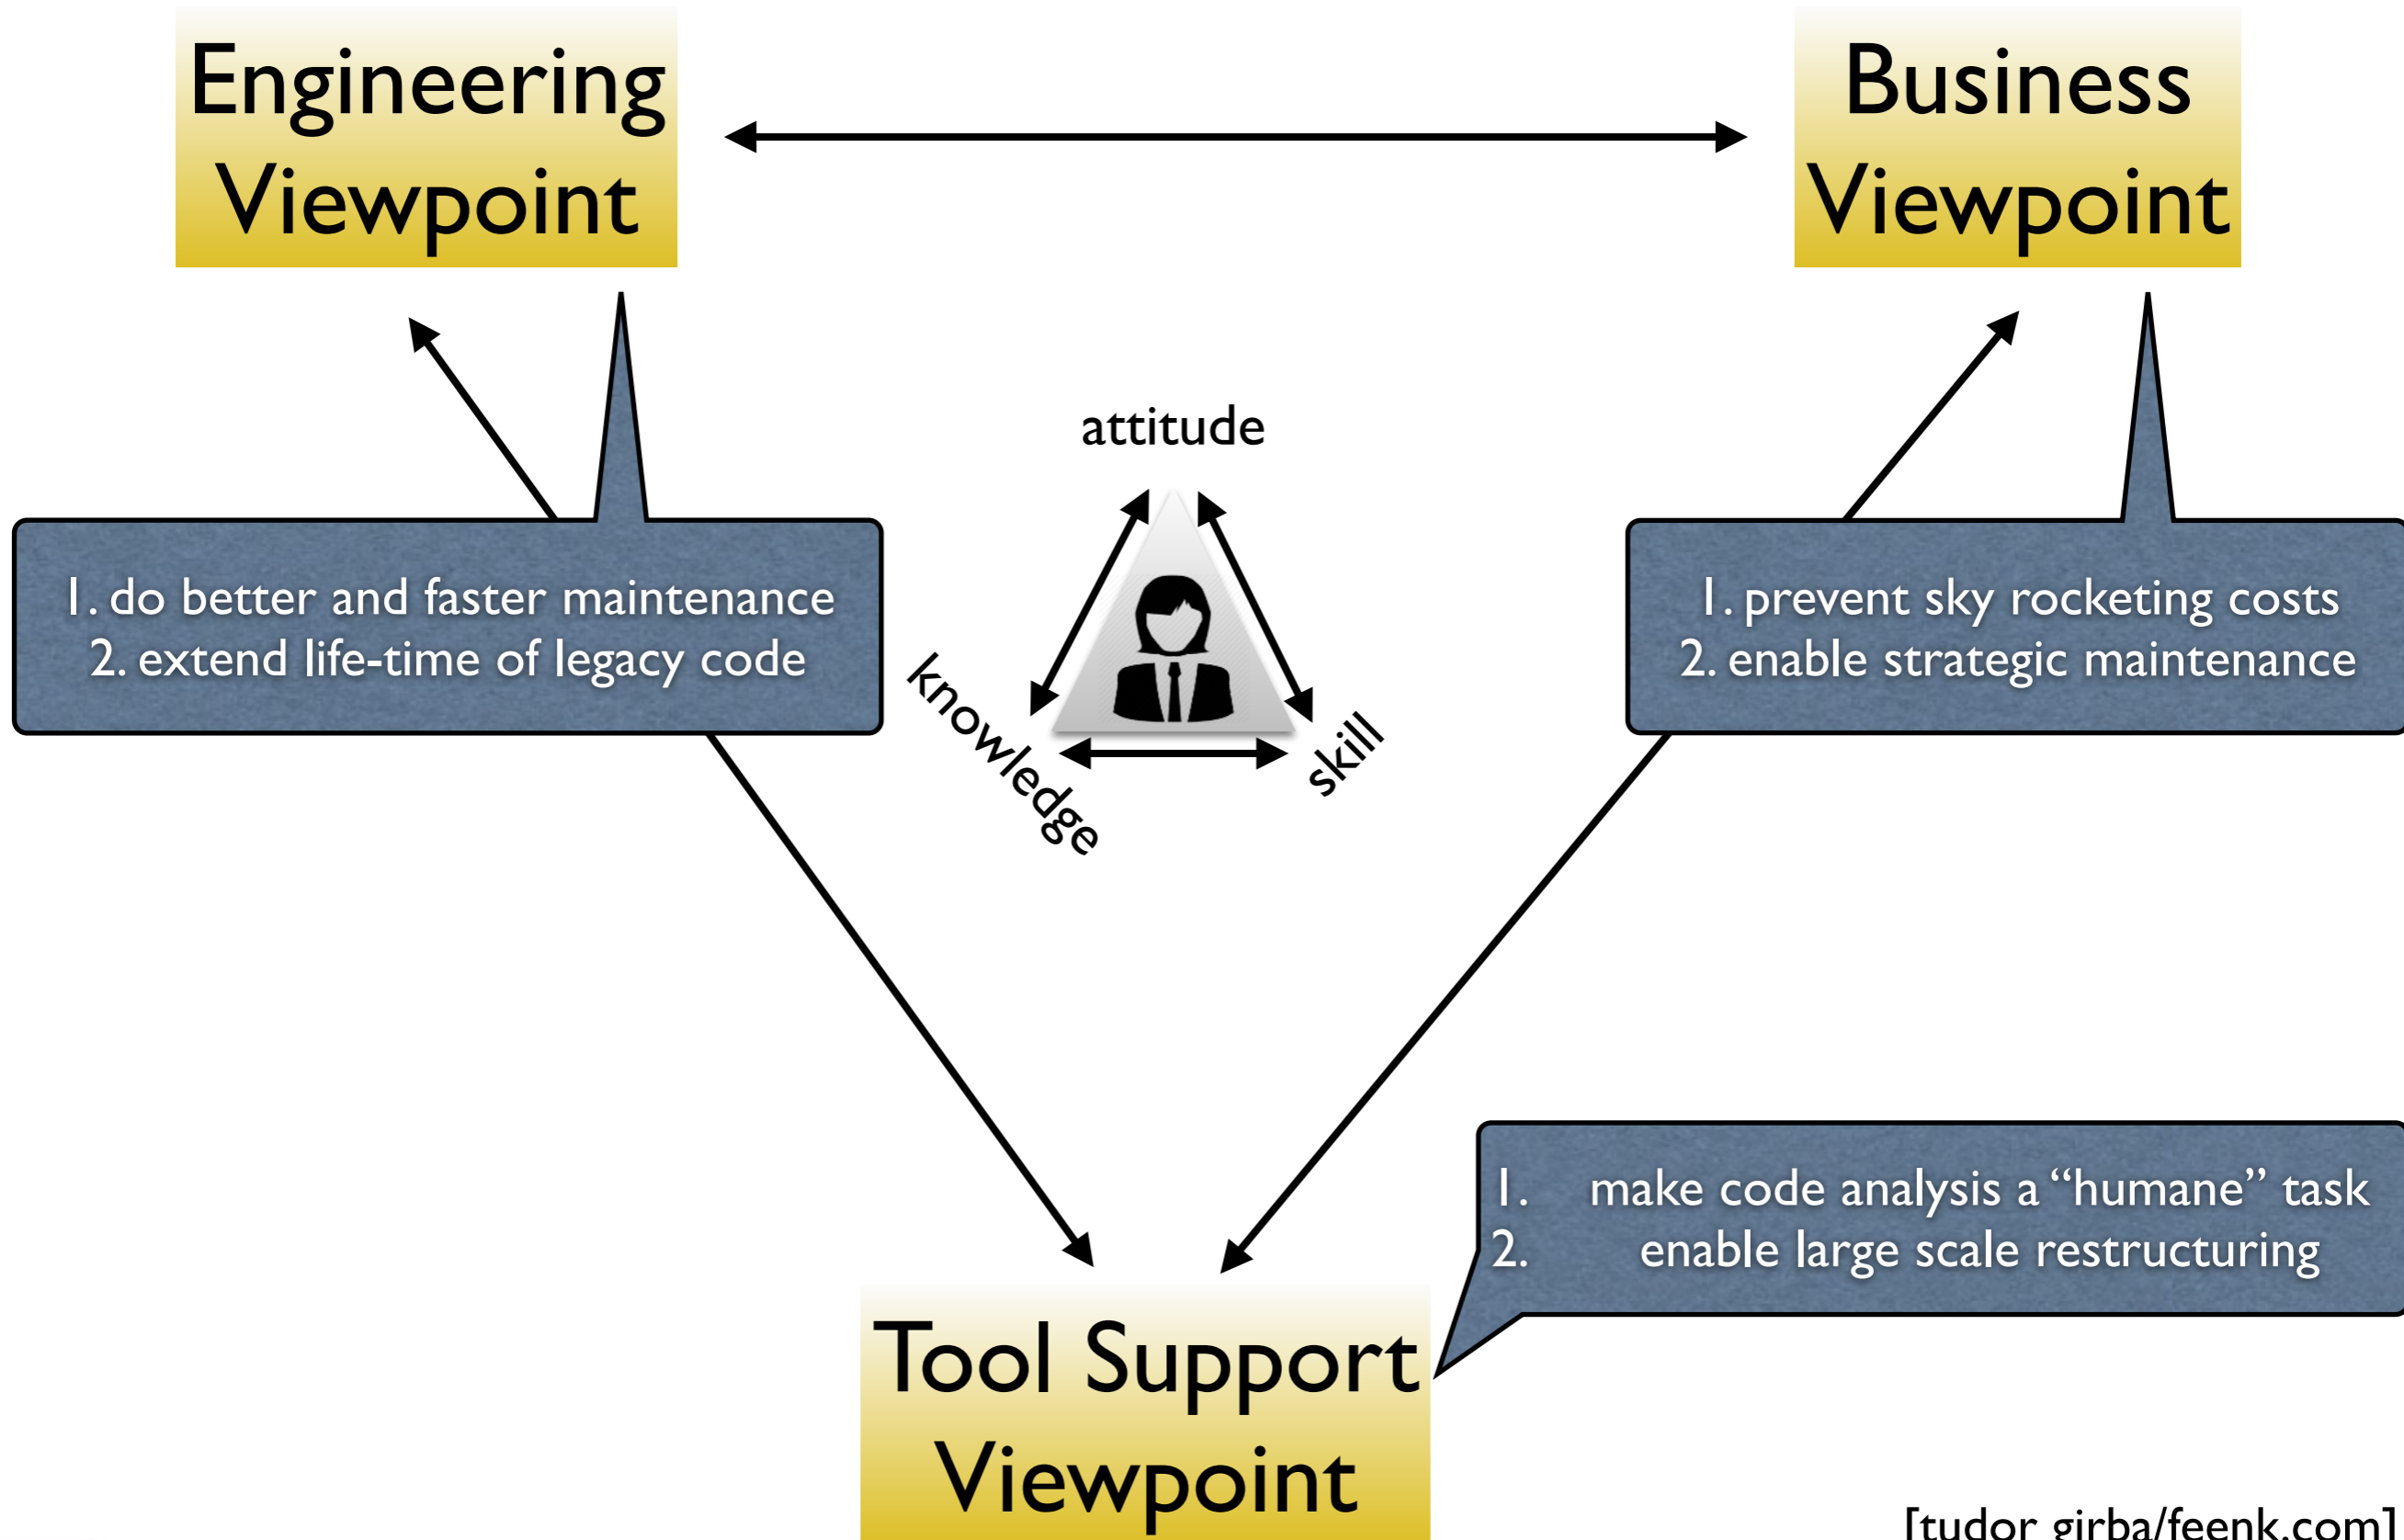 Engineering
Viewpoint
Business
Viewpoint
attitude
1. do better and faster maintenance
2. extend life-time of legacy code
knowledge
skill
1. prevent sky rocketing costs
2. enable strategic maintenance
1. make code analysis a “humane” task
2. enable large scale restructuring
Tool Support
Viewpoint
[tudor girba/feenk.com]